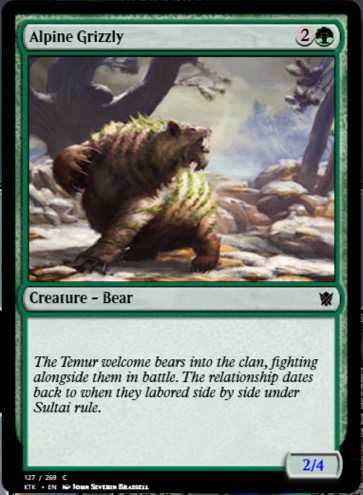 Alpine Grizzly 2
Creature – Bear
The Temur welcome bears into the clan, fighting
alongside them in battle. The relationship dates
back to when they labored side by side under
Sultai rule.
2/4
127 / 269 C
KTK • EN John Severin Brassell